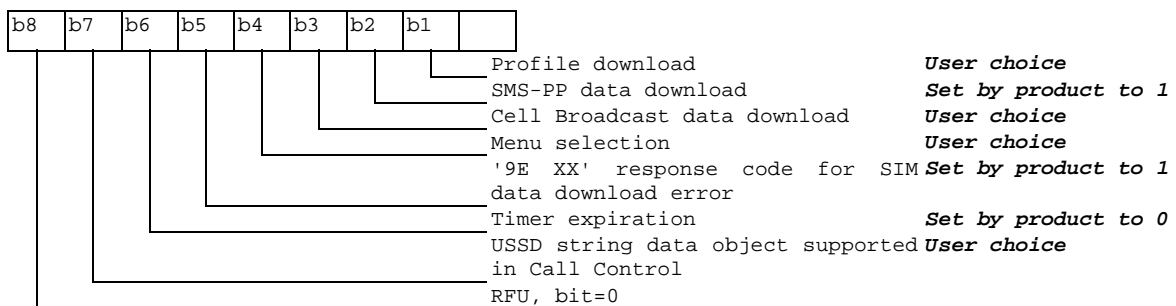 b8 b7 b6 b5 b4 b3 b2 b1
Profile download User choice
SMS-PP data download Set by product to 1
Cell Broadcast data download User choice
Menu selection User choice
'9E XX' response code for SIM Set by product to 1
data download error
Timer expiration Set by product to 0
USSD string data object supported User choice
in Call Control
RFU, bit=0